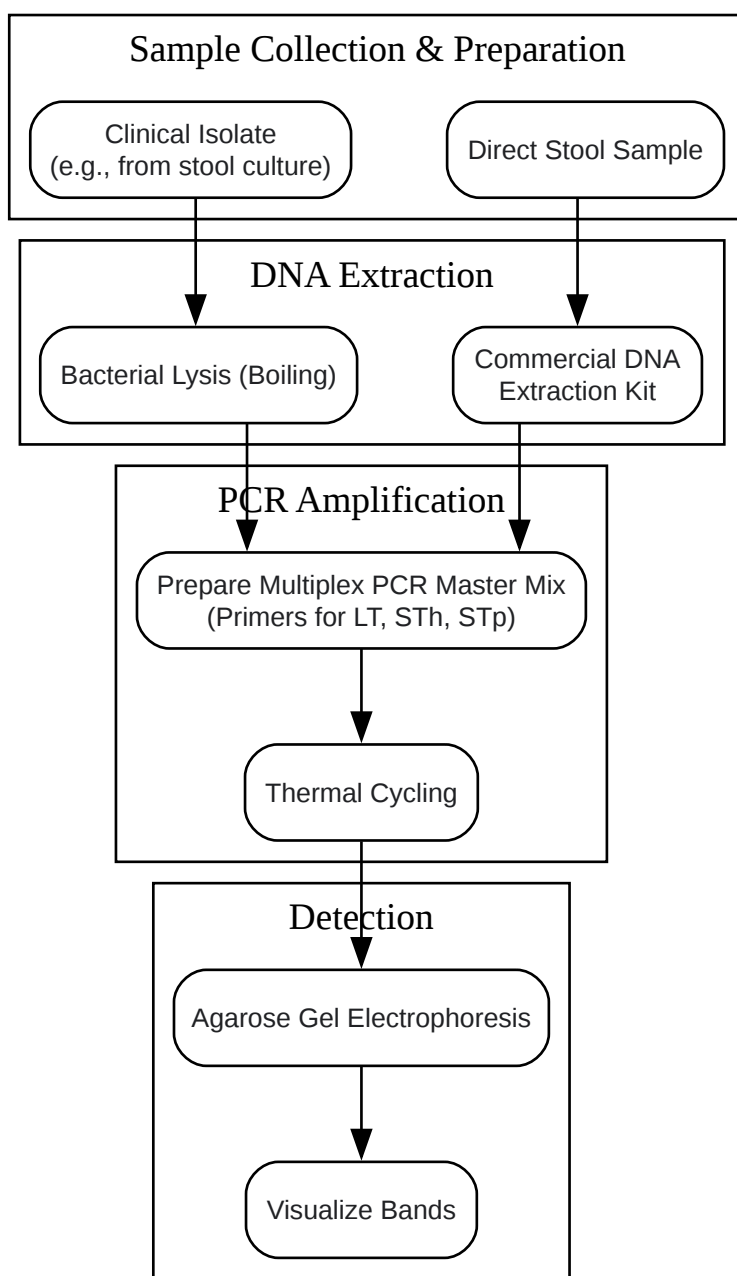 Sample Collection & Preparation
Clinical Isolate
(e.g., from stool culture)
Direct Stool Sample
DNA Extraction
Bacterial Lysis (Boiling)
Commercial DNA
Extraction Kit
PCR Amplification
Prepare Multiplex PCR Master Mix
(Primers for LT, STh, STp)
Thermal Cycling
Detection
Agarose Gel Electrophoresis
Visualize Bands